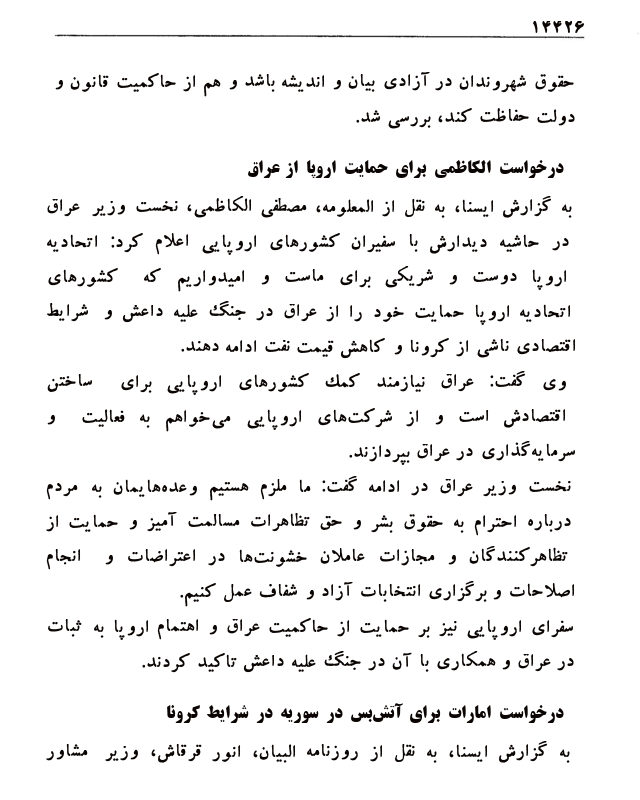 ۱۴۴۲۶
حقوق شهروندان در آزادی بیان و اندیشه باشد و هم از حاکمیت قانون و
دولت حفاظت کند، بررسی شد.
درخواست الکاظمی برای حمایت اروپا از عراق
به گزارش ایسنا، به نقل از المعلومه، مصطفی الکاظمی، نخست وزیر عراق
در حاشیه دیدارش با سفیران کشورهای اروپایی اعلام کرد: اتحادیه
اروپا دوست و شریکی برای ماست و امیدواریم که کشورهای
اتحادیه اروپا حمایت خود را از عراق در جنگ علیه داعش و شرایط
اقتصادی ناشی از کرونا و کاهش قیمت نفت ادامه دهند.
وی گفت: عراق نیازمند کمک کشورهای اروپایی برای ساختن
اقتصادش است و از شرکت‌های اروپایی می‌خواهم به فعالیت و
سرمایه‌گذاری در عراق بپردازند.
نخست وزیر عراق در ادامه گفت: ما ملزم هستیم وعده‌هایمان به مردم
درباره احترام به حقوق بشر و حق تظاهرات مسالمت آمیز و حمایت از
تظاهرکنندگان و مجازات عاملان خشونت‌ها در اعتراضات و انجام
اصلاحات و برگزاری انتخابات آزاد و شفاف عمل کنیم.
سفرای اروپایی نیز بر حمایت از حاکمیت عراق و اهتمام اروپا به ثبات
در عراق و همکاری با آن در جنگ علیه داعش تاکید کردند.
درخواست امارات برای آتش‌بس در سوریه در شرایط کرونا
به گزارش ایسنا، به نقل از روزنامه البیان، انور قرقاش، وزیر مشاور